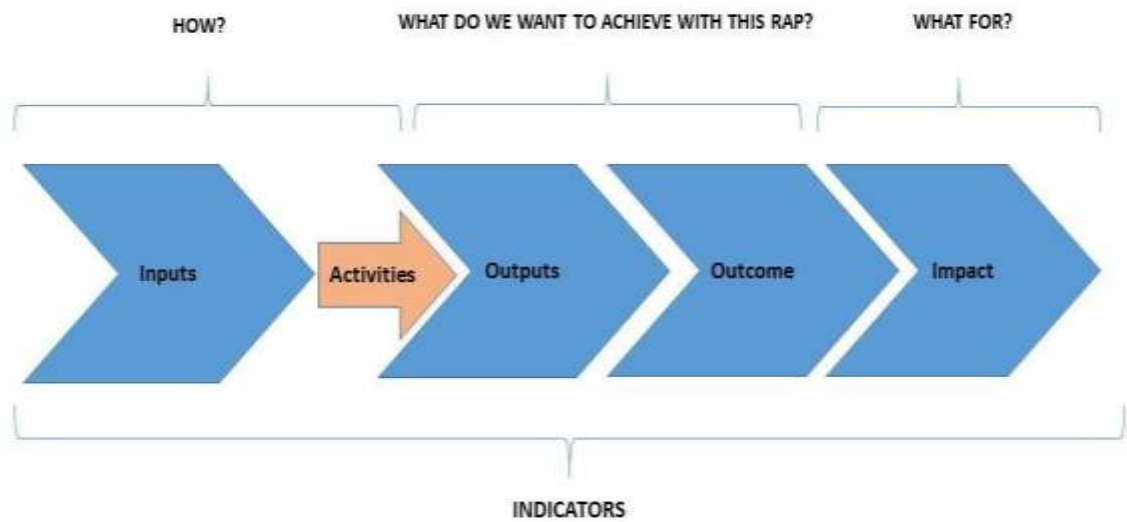 HOW?
WHAT DO WE WANT TO ACHIEVE WITH THIS RAP?
WHAT FOR?
Inputs
Activities
Outputs
Outcome
Impact
INDICATORS